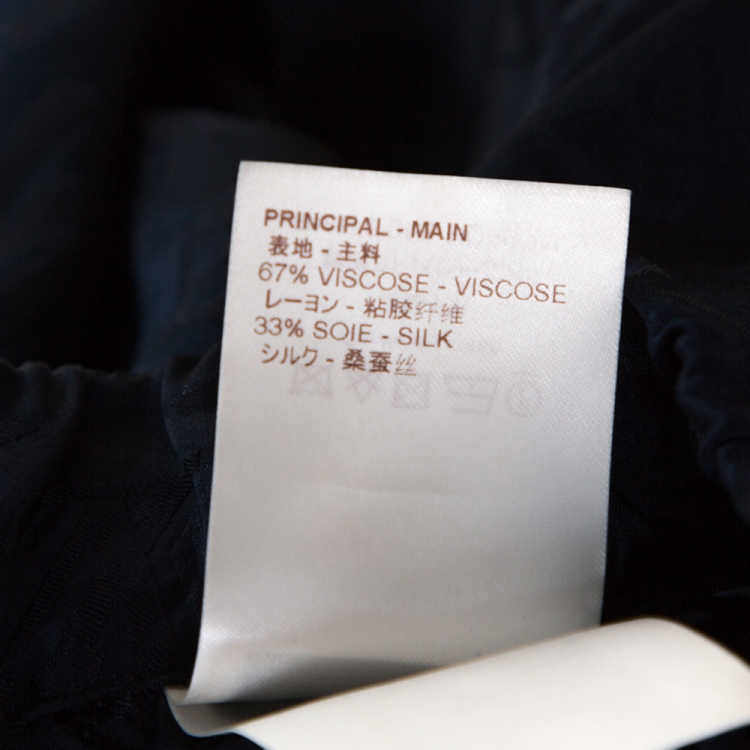 PRINCIPAL - MAIN
表地 - 主料
67% VISCOSE - VISCOSE
レーヨン - 粘胶纤维
33% SOIE - SILK
シルク - 桑蚕丝